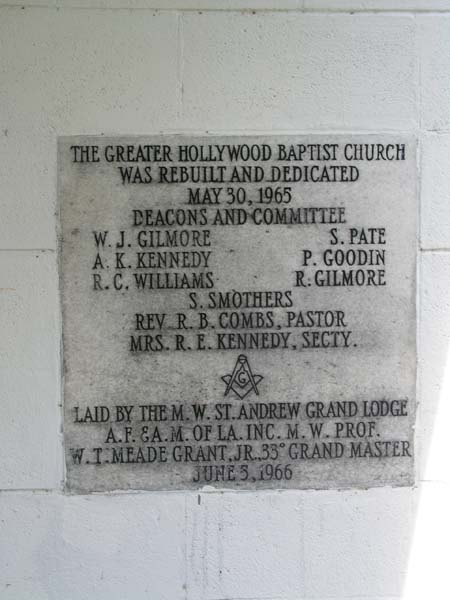 THE GREATER HOLLYWOOD BAPTIST CHURCH
WAS REBUILT AND DEDICATED
MAY 30, 1965
DEACONS AND COMMITTEE
W. J. GILMORE S. PATE
A. K. KENNEDY P. GOODIN
R. C. WILLIAMS R. GILMORE
S. SMOTHERS
REV. R. B. COMBS, PASTOR
MRS. R. E. KENNEDY, SECTY.
G
LAID BY THE M. W. ST. ANDREW GRAND LODGE
A. F. & A. M. OF LA. INC. M. W. PROF.
W. T. MEADE GRANT, JR., 33° GRAND MASTER
JUNE 5, 1966